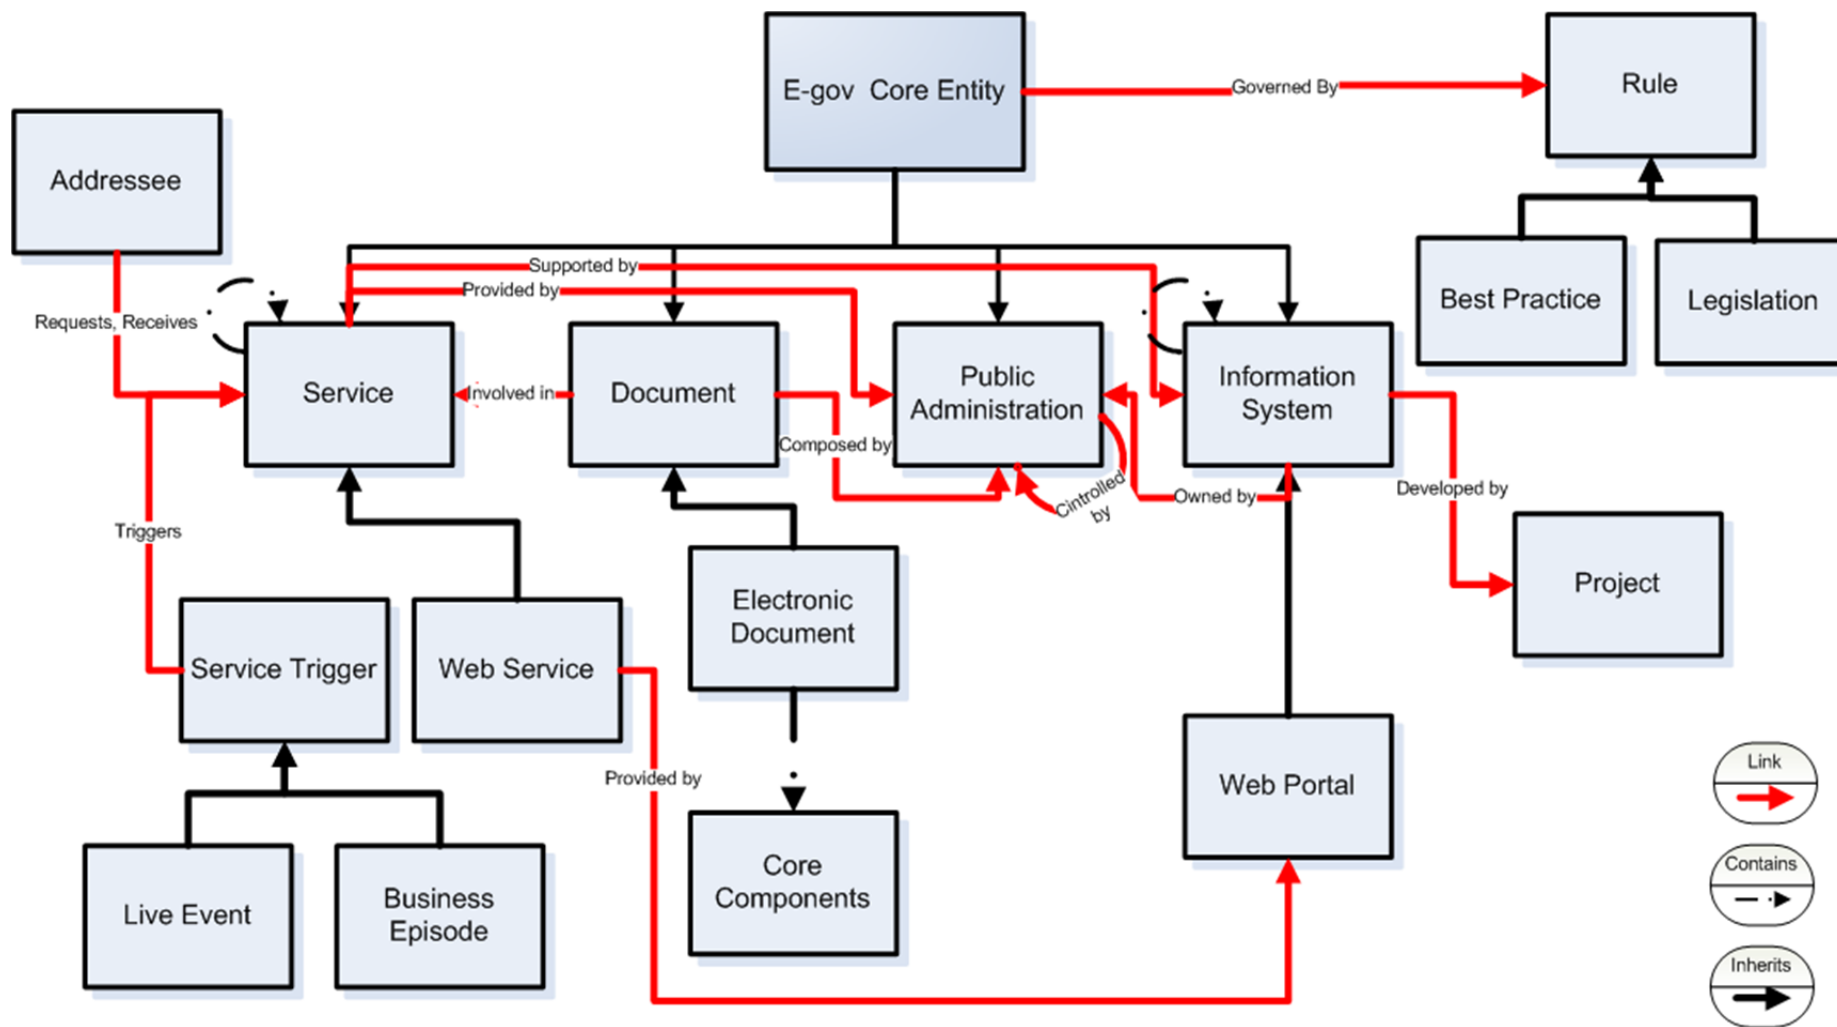 E-gov Core Entity
Governed By
Rule
Addressee
Supported by
Provided by
Requests, Receives
Best Practice
Legislation
Service
Involved in
Document
Public
Administration
Information
System
Composed by
Cintrolled
by
Owned by
Developed by
Triggers
Project
Electronic
Document
Service Trigger
Web Service
Provided by
Web Portal
Core
Components
Live Event
Business
Episode
Link
Contains
Inherits